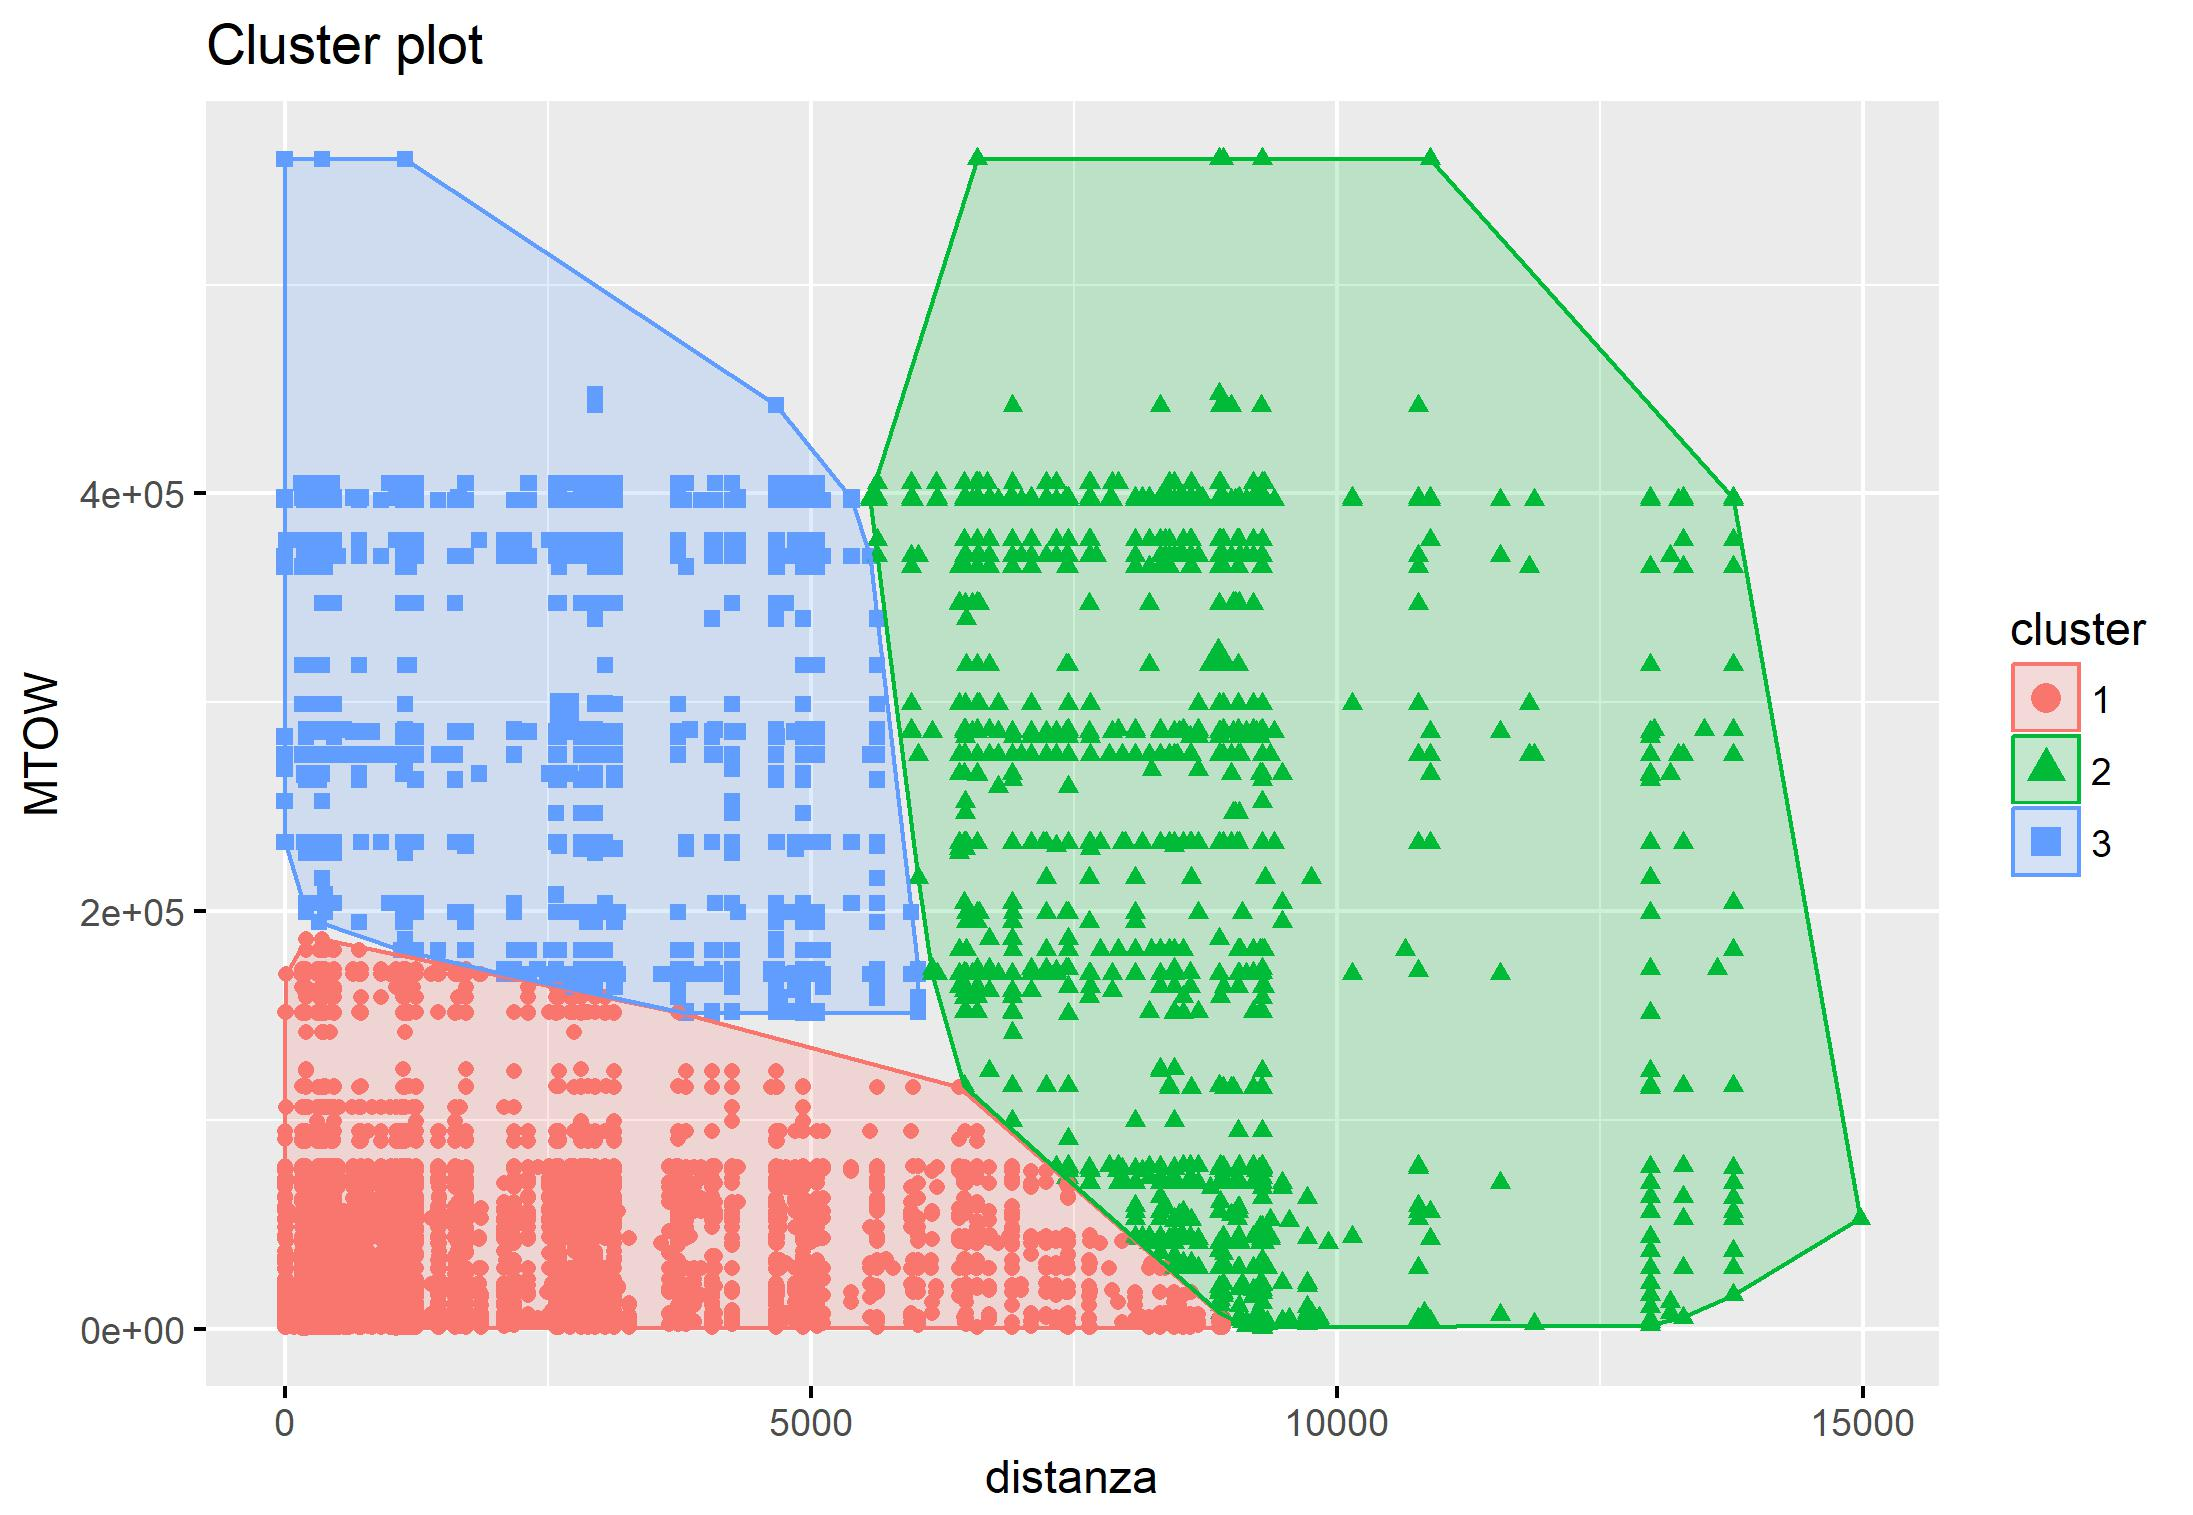 Cluster plot
MTOW
4e+05
2e+05
0e+00
0
5000
10000
15000
distanza
cluster
1
2
3